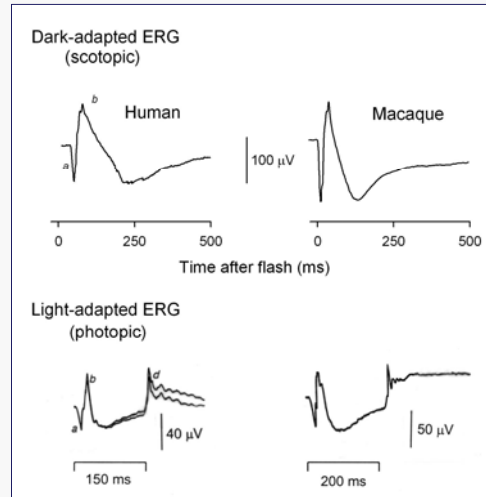 Dark-adapted ERG
(scotopic)
b
Human
Macaque
a
100 µV
0 250 500
0 250 500
Time after flash (ms)
Light-adapted ERG
(photopic)
b
d
a
40 µV
50 µV
150 ms
200 ms